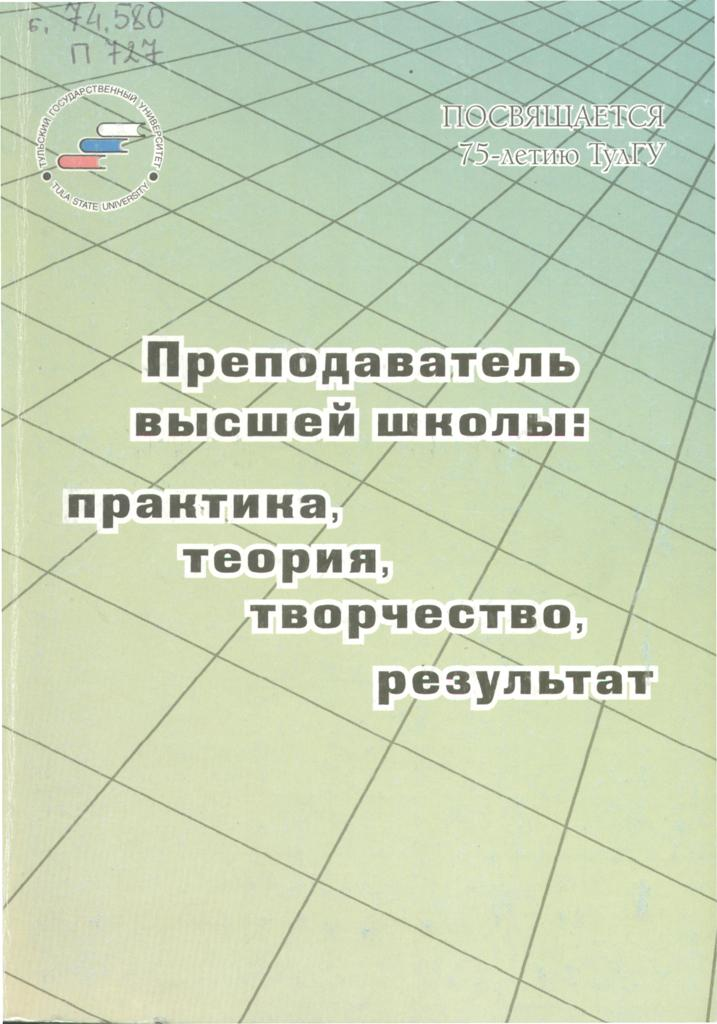 б. 74.580
П 727
ТУЛЬСКИЙ ГОСУДАРСТВЕННЫЙ УНИВЕРСИТЕТ
TULA STATE UNIVERSITY
ПОСВЯЩАЕТСЯ
75-летию ТулГУ
Преподаватель
высшей школы:
практика,
теория,
творчество,
результат